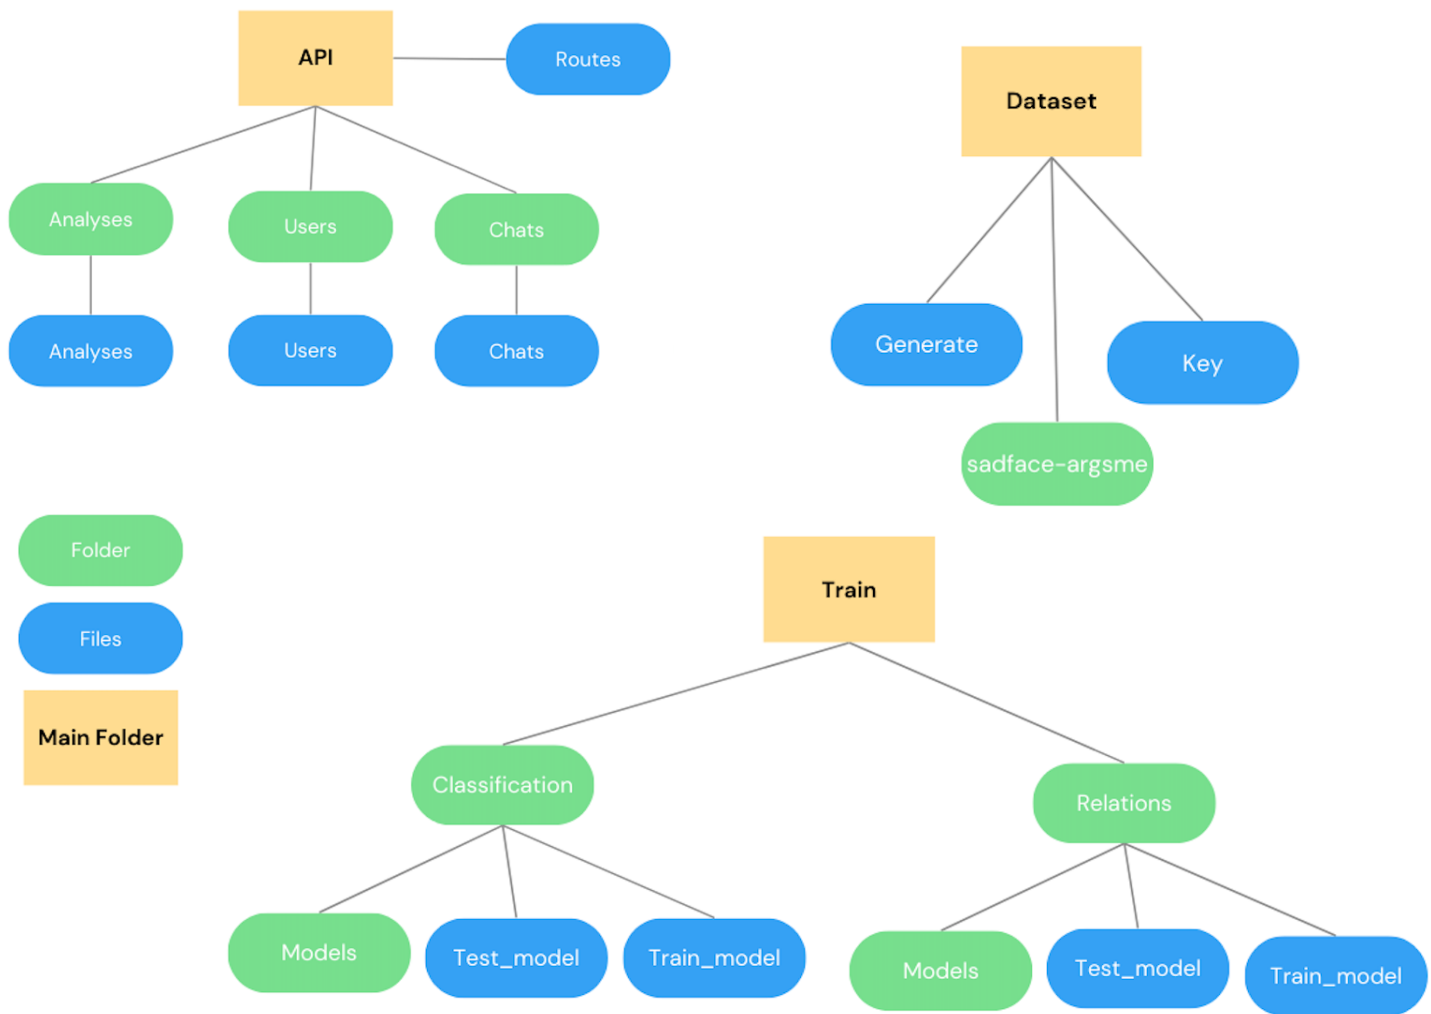 API
Routes
Dataset
Analyses
Users
Chats
Analyses
Users
Chats
Generate
Key
sadface-argsme
Folder
Files
Main Folder
Train
Classification
Relations
Models
Test_model
Train_model
Models
Test_model
Train_model